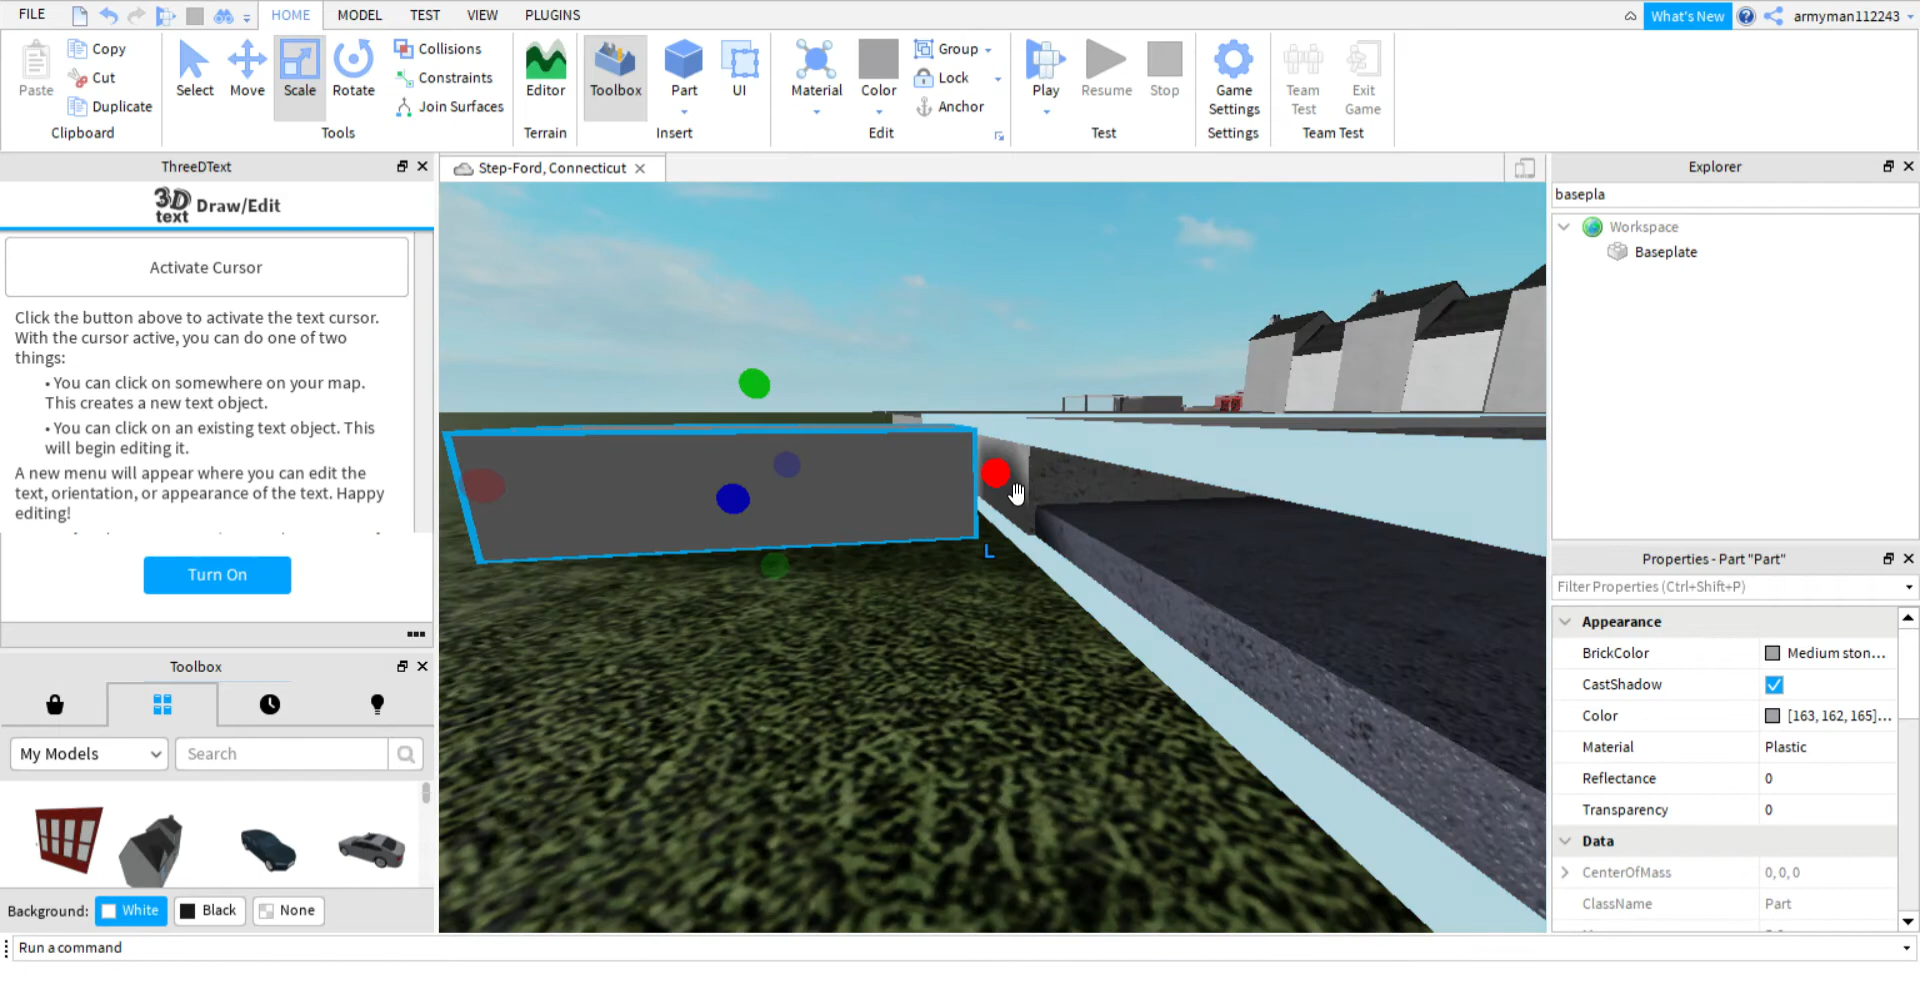 FILE
HOME
MODEL
TEST
VIEW
PLUGINS
What's New
armyman112243
Paste
Copy
Cut
Duplicate
Clipboard
Select
Move
Scale
Rotate
Collisions
Constraints
Join Surfaces
Tools
Editor
Terrain
Toolbox
Part
UI
Insert
Material
Color
Group
Lock
Anchor
Edit
Play
Resume
Stop
Test
Game
Settings
Settings
Team
Test
Exit
Game
Team Test
ThreeDText
3D
text Draw/Edit
Activate Cursor
Click the button above to activate the text cursor.
With the cursor active, you can do one of two
things:
• You can click on somewhere on your map.
This creates a new text object.
• You can click on an existing text object. This
will begin editing it.
A new menu will appear where you can edit the
text, orientation, or appearance of the text. Happy
editing!
Turn On
Toolbox
My Models
Search
Background:
White
Black
None
Step-Ford, Connecticut
L
Explorer
basepla
Workspace
Baseplate
Properties - Part "Part"
Filter Properties (Ctrl+Shift+P)
Appearance
BrickColor Medium ston...
CastShadow
Color [163, 162, 165]...
Material Plastic
Reflectance 0
Transparency 0
Data
CenterOfMass 0, 0, 0
ClassName Part
Run a command